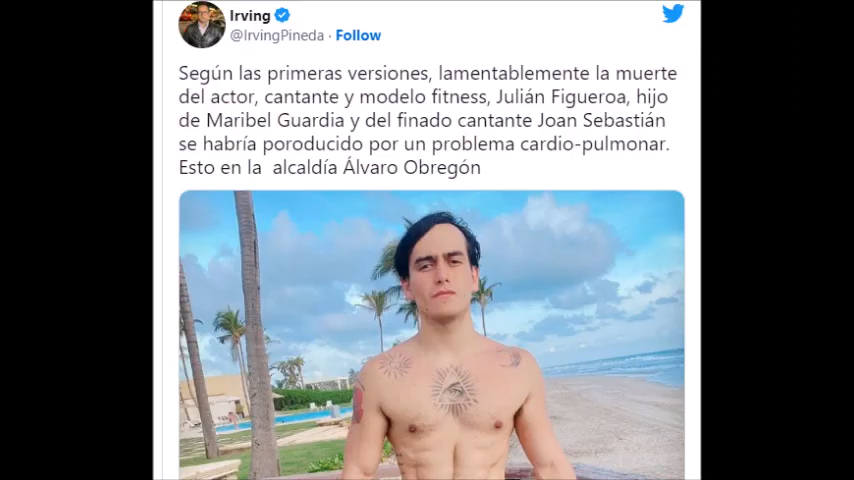 Irving
@IrvingPineda · Follow
Según las primeras versiones, lamentablemente la muerte
del actor, cantante y modelo fitness, Julián Figueroa, hijo
de Maribel Guardia y del finado cantante Joan Sebastián
se habría poroducido por un problema cardio-pulmonar.
Esto en la  alcaldía Álvaro Obregón